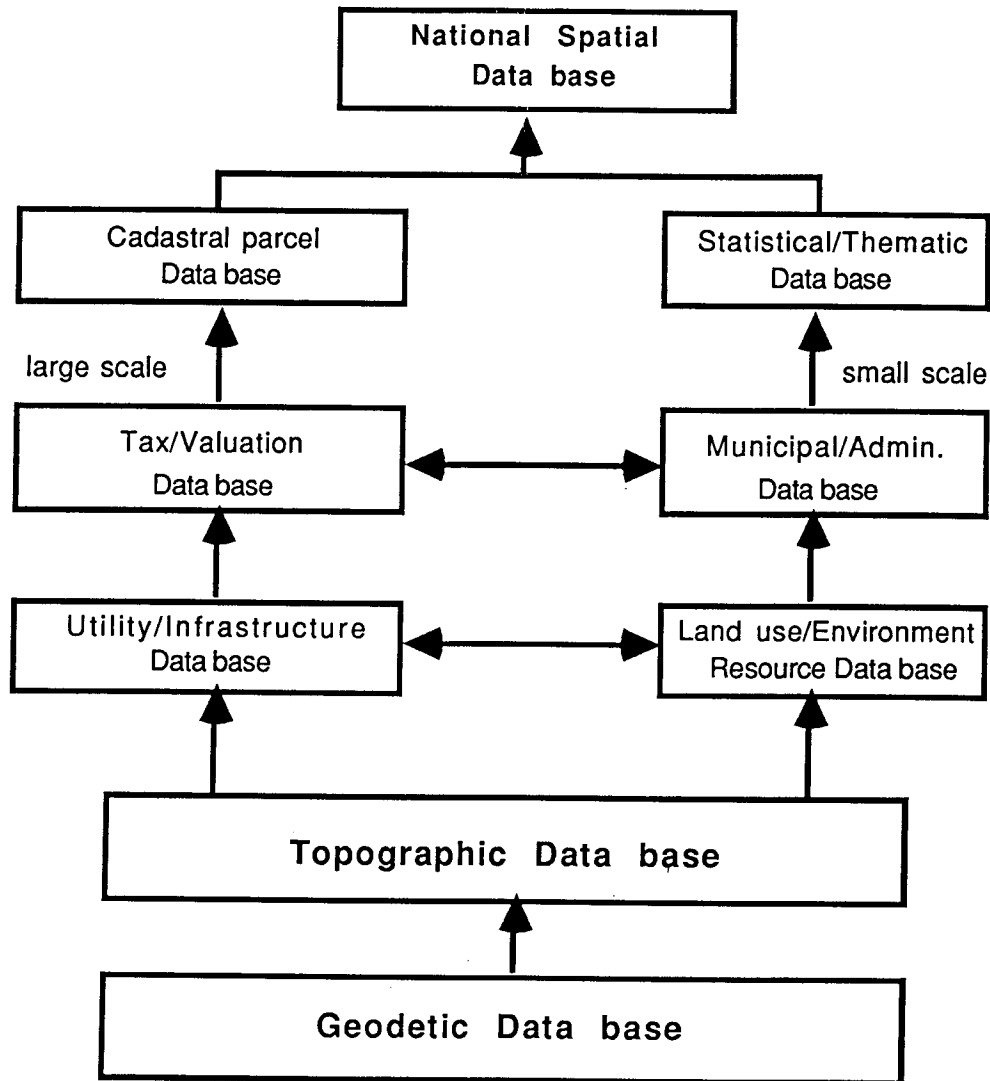 National Spatial
Data base
Cadastral parcel
Data base
Statistical/Thematic
Data base
large scale
small scale
Tax/Valuation
Data base
Municipal/Admin.
Data base
Utility/Infrastructure
Data base
Land use/Environment
Resource Data base
Topographic Data base
Geodetic Data base